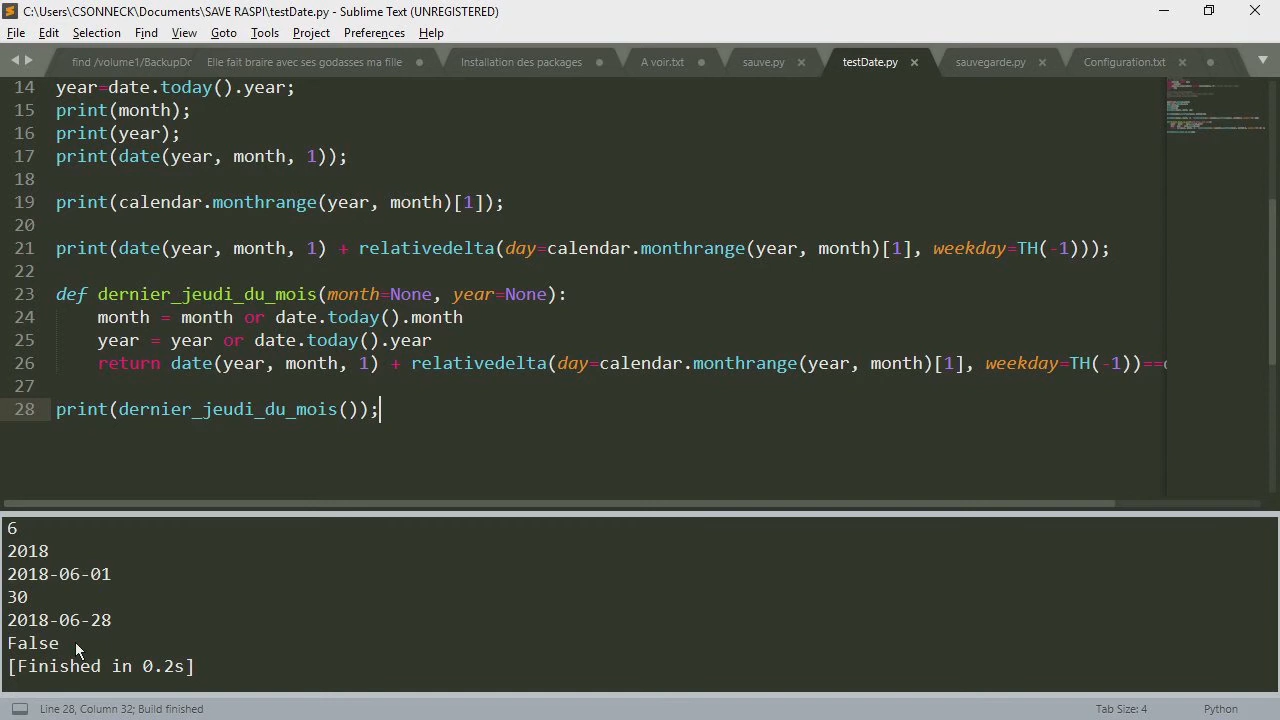 C:\Users\CSONNECK\Documents\SAVE RASPI\testDate.py - Sublime Text (UNREGISTERED)
File Edit Selection Find View Goto Tools Project Preferences Help
find /volume1/BackupDc Elle fait braire avec ses godasses ma fille Installation des packages A voir.txt sauve.py testDate.py sauvegarde.py Configuration.txt
14 year=date.today().year;
15 print(month);
16 print(year);
17 print(date(year, month, 1));
18
19 print(calendar.monthrange(year, month)[1]);
20
21 print(date(year, month, 1) + relativedelta(day=calendar.monthrange(year, month)[1], weekday=TH(-1)));
22
23 def dernier_jeudi_du_mois(month=None, year=None):
24 month = month or date.today().month
25 year = year or date.today().year
26 return date(year, month, 1) + relativedelta(day=calendar.monthrange(year, month)[1], weekday=TH(-1))==
27
28 print(dernier_jeudi_du_mois());
6
2018
2018-06-01
30
2018-06-28
False
[Finished in 0.2s]
Line 28, Column 32; Build finished Tab Size: 4 Python